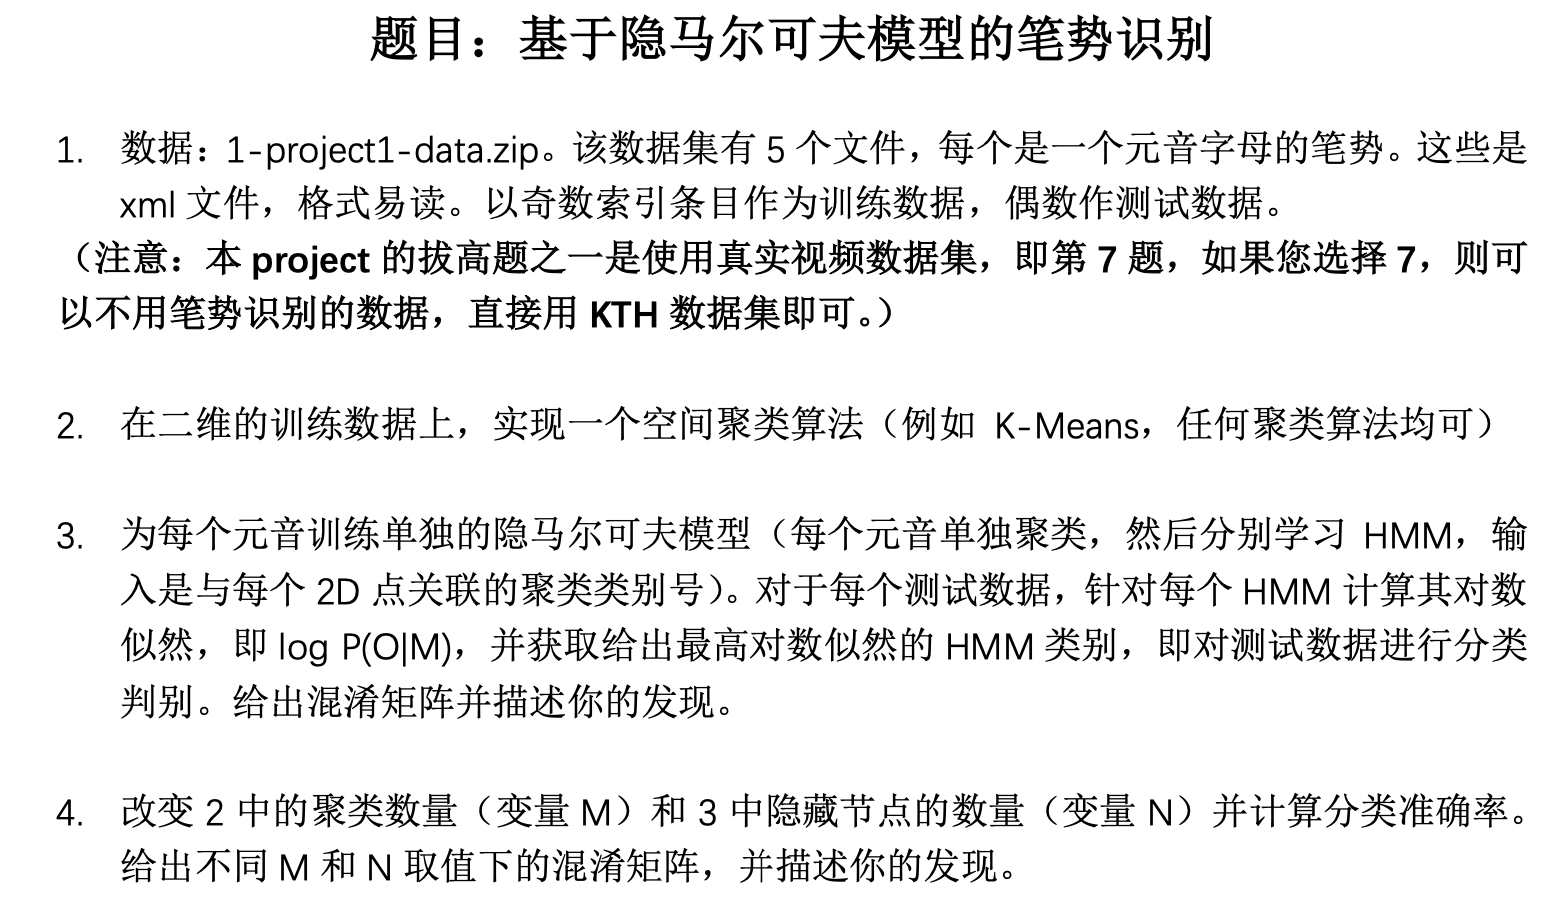 题目：基于隐马尔可夫模型的笔势识别
1. 数据：1-project1-data.zip。该数据集有 5 个文件，每个是一个元音字母的笔势。这些是
xml 文件，格式易读。以奇数索引条目作为训练数据，偶数作测试数据。
（注意：本 project 的拔高题之一是使用真实视频数据集，即第 7 题，如果您选择 7，则可
以不用笔势识别的数据，直接用 KTH 数据集即可。）
2. 在二维的训练数据上，实现一个空间聚类算法（例如 K-Means，任何聚类算法均可）
3. 为每个元音训练单独的隐马尔可夫模型（每个元音单独聚类，然后分别学习 HMM，输
入是与每个 2D 点关联的聚类类别号）。对于每个测试数据，针对每个 HMM 计算其对数
似然，即 log P(O|M)，并获取给出最高对数似然的 HMM 类别，即对测试数据进行分类
判别。给出混淆矩阵并描述你的发现。
4. 改变 2 中的聚类数量（变量 M）和 3 中隐藏节点的数量（变量 N）并计算分类准确率。
给出不同 M 和 N 取值下的混淆矩阵，并描述你的发现。